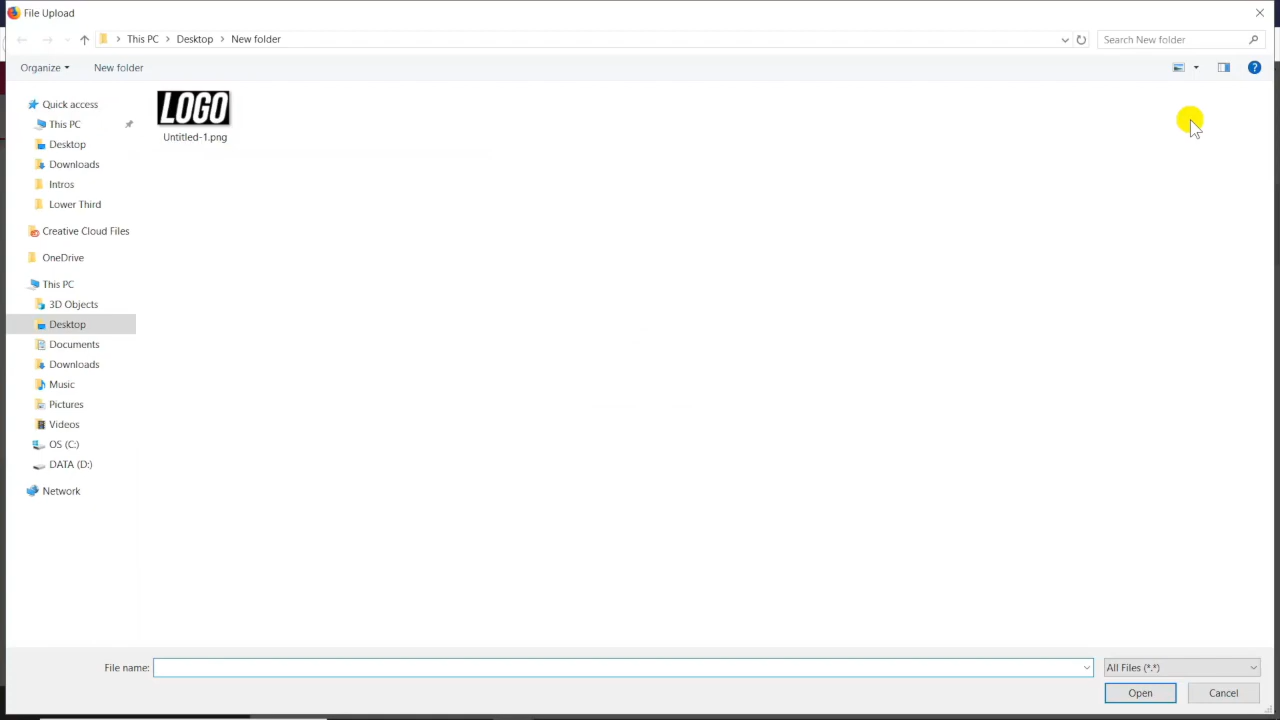 File Upload
This PC > Desktop > New folder
Search New folder
Organize
New folder
Quick access
This PC
Desktop
Downloads
Intros
Lower Third
Creative Cloud Files
OneDrive
This PC
3D Objects
Desktop
Documents
Downloads
Music
Pictures
Videos
OS (C:)
DATA (D:)
Network
LOGO
Untitled-1.png
File name:
All Files (*.*)
Open
Cancel